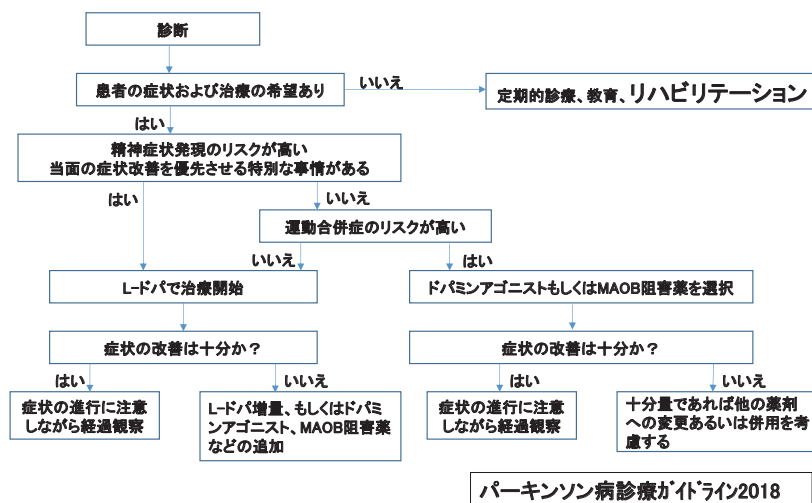 診断
患者の症状および治療の希望あり
いいえ
定期的診療、教育、リハビリテーション
はい
精神症状発現のリスクが高い
当面の症状改善を優先させる特別な事情がある
はい
いいえ
運動合併症のリスクが高い
いいえ
はい
L-ドパで治療開始
ドパミンアゴニストもしくはMAOB阻害薬を選択
症状の改善は十分か？
症状の改善は十分か？
はい
いいえ
はい
いいえ
症状の進行に注意
しながら経過観察
L-ドパ増量、もしくはドパミ
ンアゴニスト、MAOB阻害薬
などの追加
症状の進行に注意
しながら経過観察
十分量であれば他の薬剤
への変更あるいは併用を考
慮する
パーキンソン病診療ｶﾞｲﾄﾞﾗｲﾝ2018